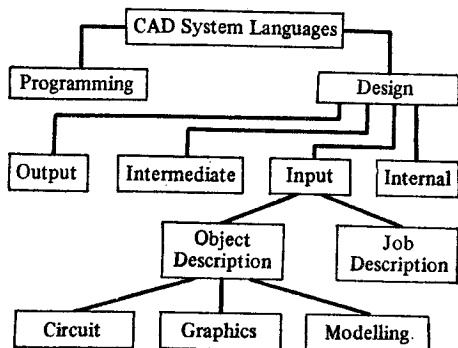 CAD System Languages
Programming
Design
Output
Intermediate
Input
Internal
Object
Description
Job
Description
Circuit
Graphics
Modelling